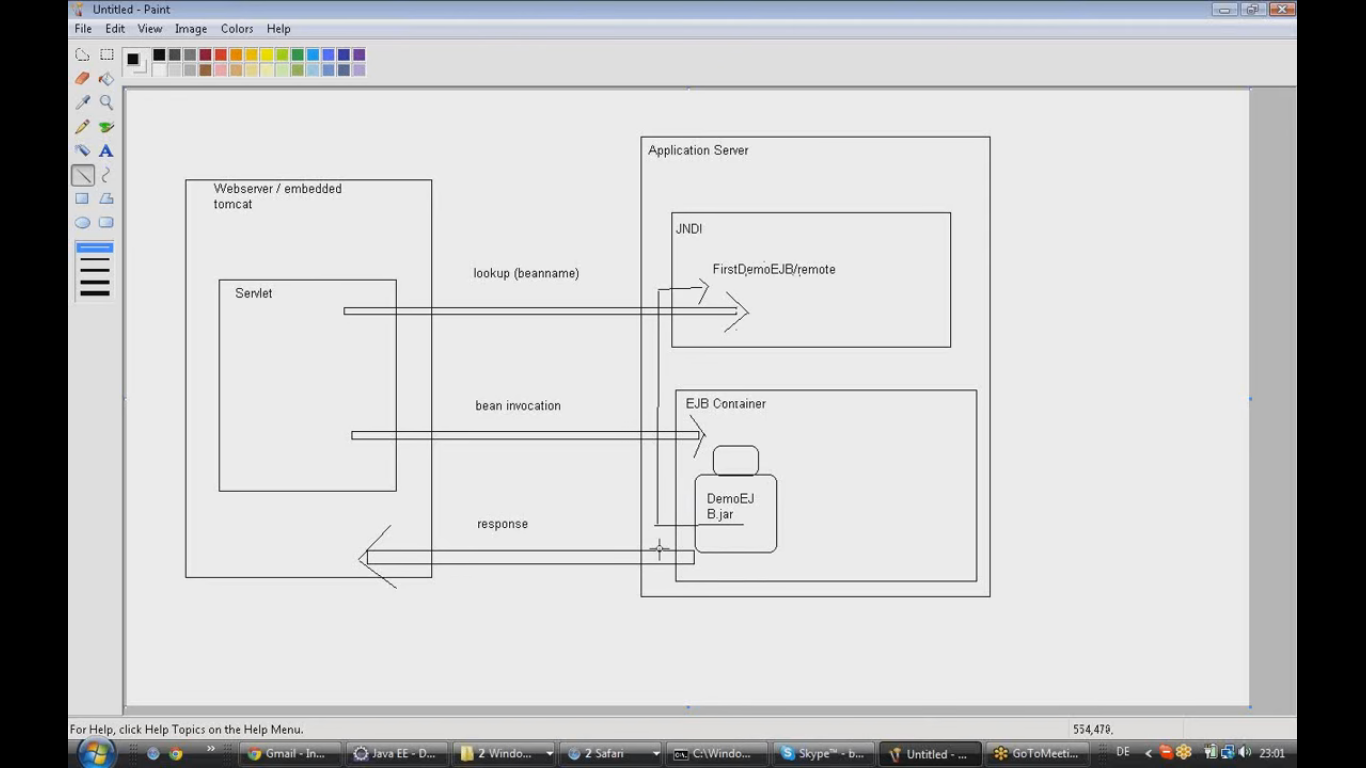 Untitled - Paint
File Edit View Image Colors Help
Application Server
Webserver / embedded
tomcat
JNDI
FirstDemoEJB/remote
lookup (beanname)
Servlet
bean invocation
EJB Container
DemoEJ
B.jar
response
For Help, click Help Topics on the Help Menu.
554,479.
Gmail - In... Java EE - D... 2 Windo... 2 Safari C:\Windo... Skype™ - b... Untitled - ... GoToMeeti... DE 23:01